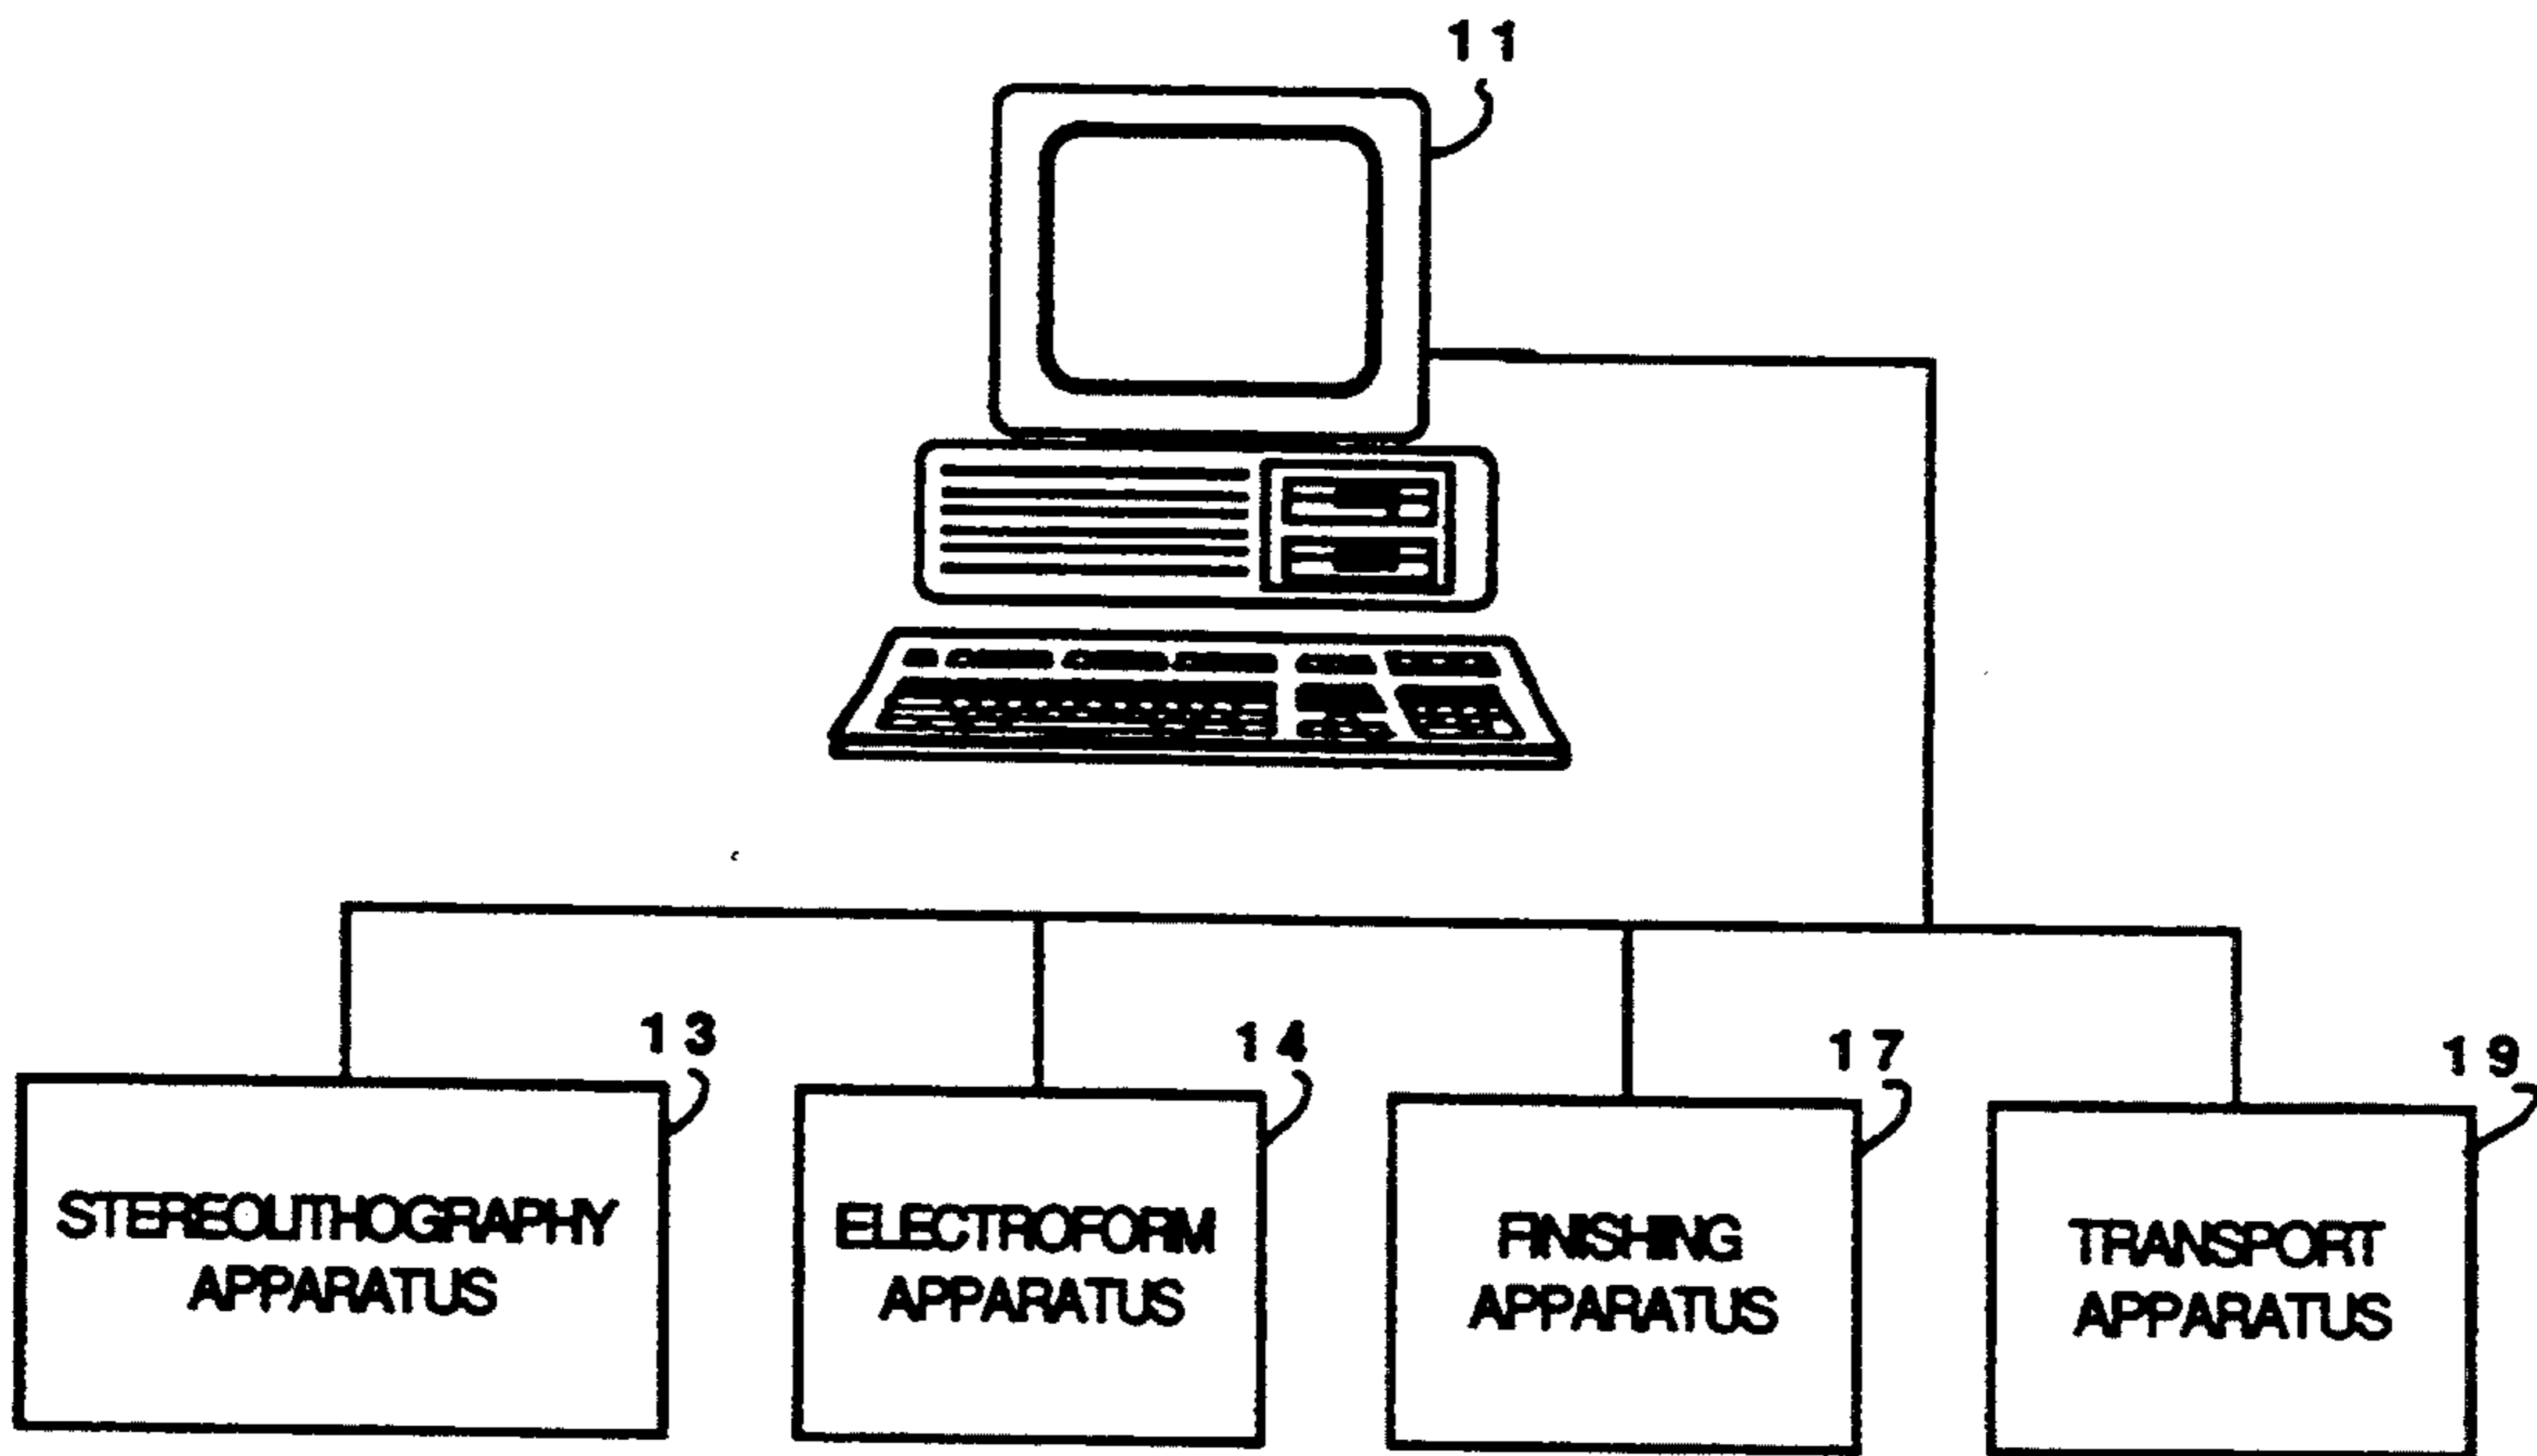 11
13
14
17
19
STEREOLITHOGRAPHY
APPARATUS
ELECTROFORM
APPARATUS
FINISHING
APPARATUS
TRANSPORT
APPARATUS